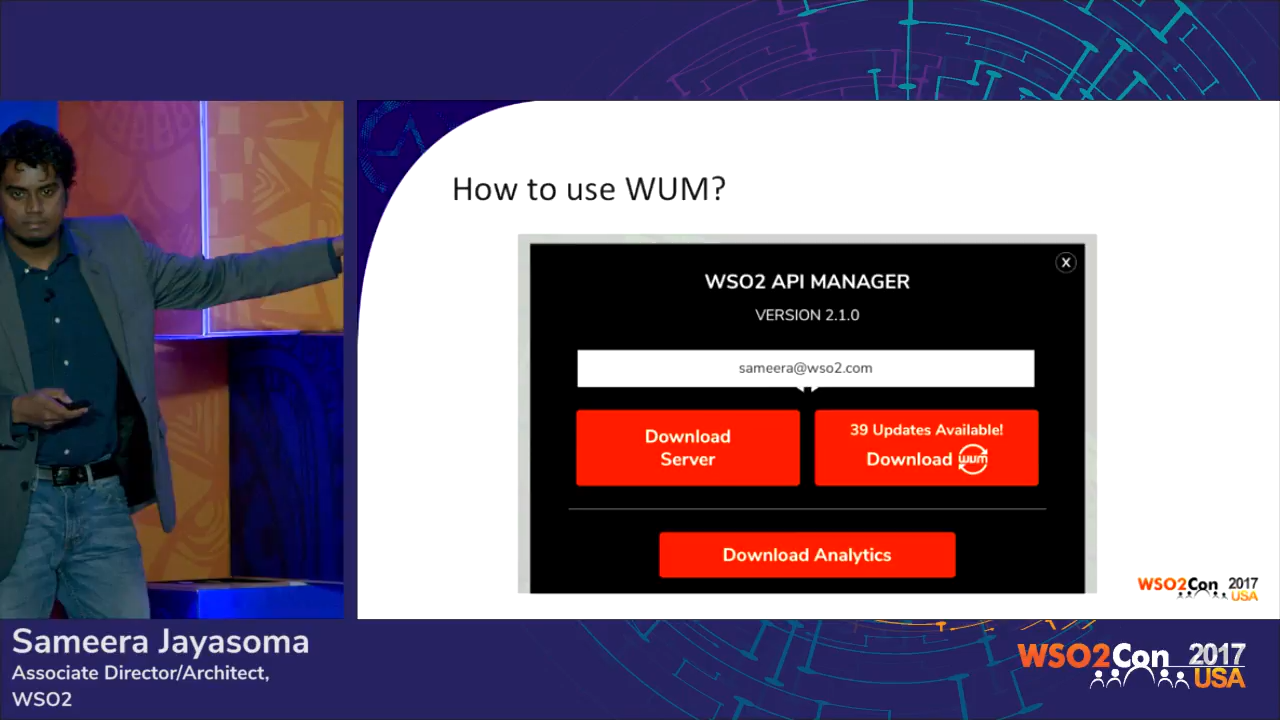 How to use WUM?
X
WSO2 API MANAGER
VERSION 2.1.0
sameera@wso2.com
Download
Server
39 Updates Available!
Download wum
Download Analytics
WSO2Con 2017
USA
Sameera Jayasoma
Associate Director/Architect,
WSO2
WSO2Con 2017
USA